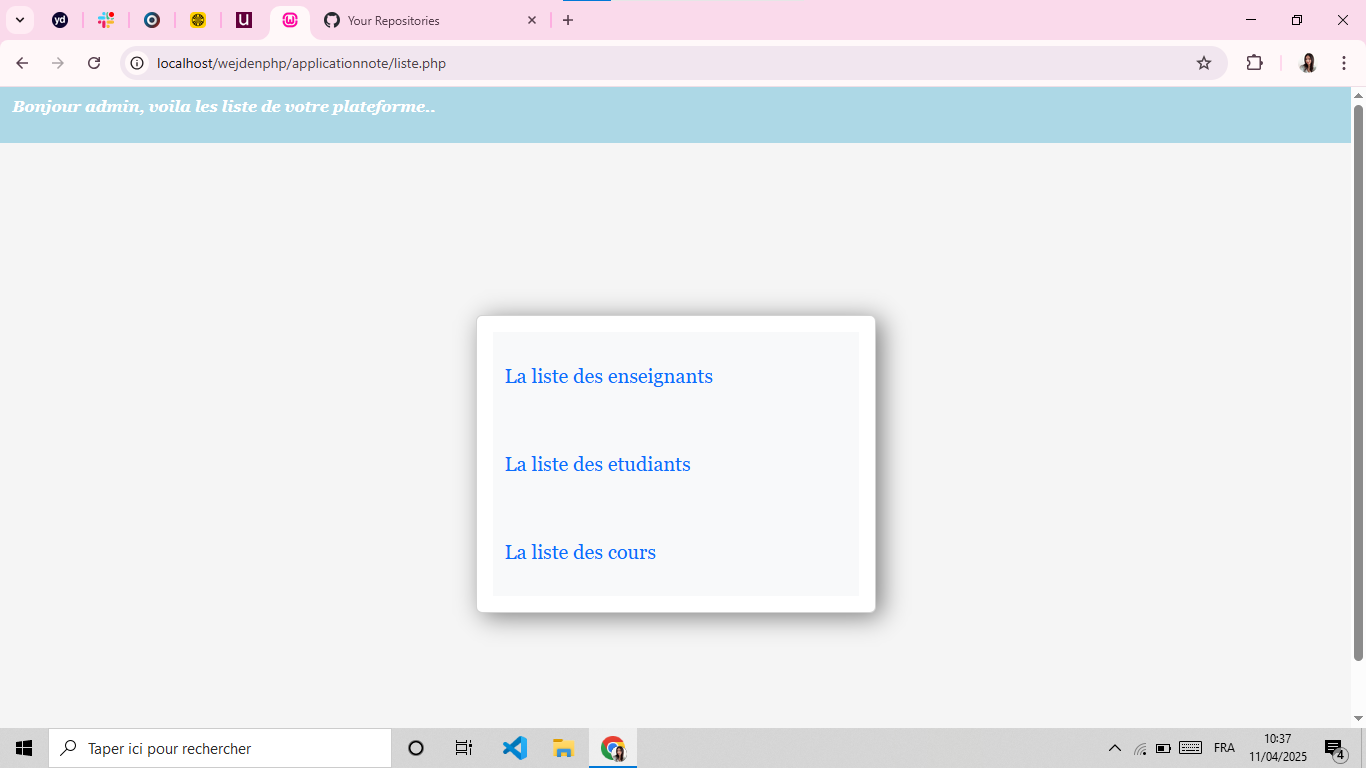 yd
u
Your Repositories
localhost/wejdenphp/applicationnote/liste.php
Bonjour admin, voila les liste de votre plateforme..
La liste des enseignants
La liste des etudiants
La liste des cours
Taper ici pour rechercher
FRA
10:37
11/04/2025
4